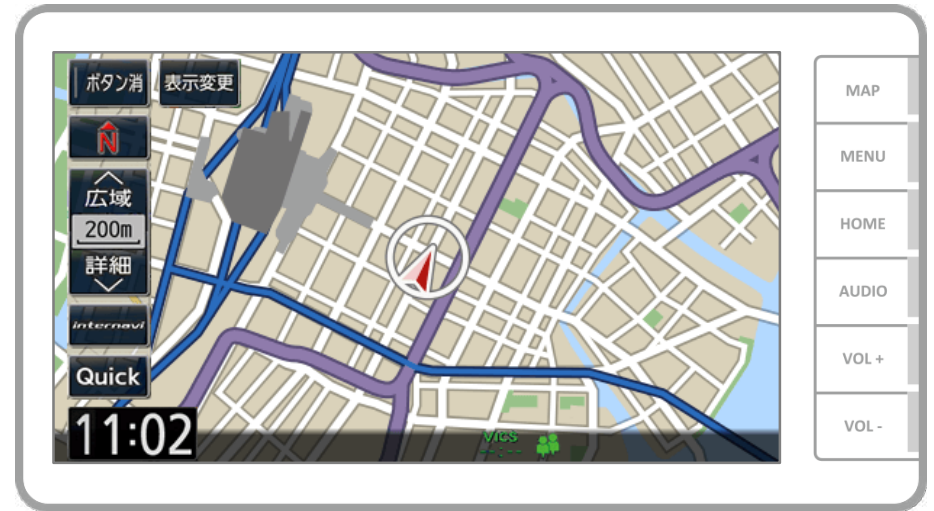 ボタン消
表示変更
N
広域
200m
詳細
internavi
Quick
11:02
VICS
--:--
MAP
MENU
HOME
AUDIO
VOL +
VOL -